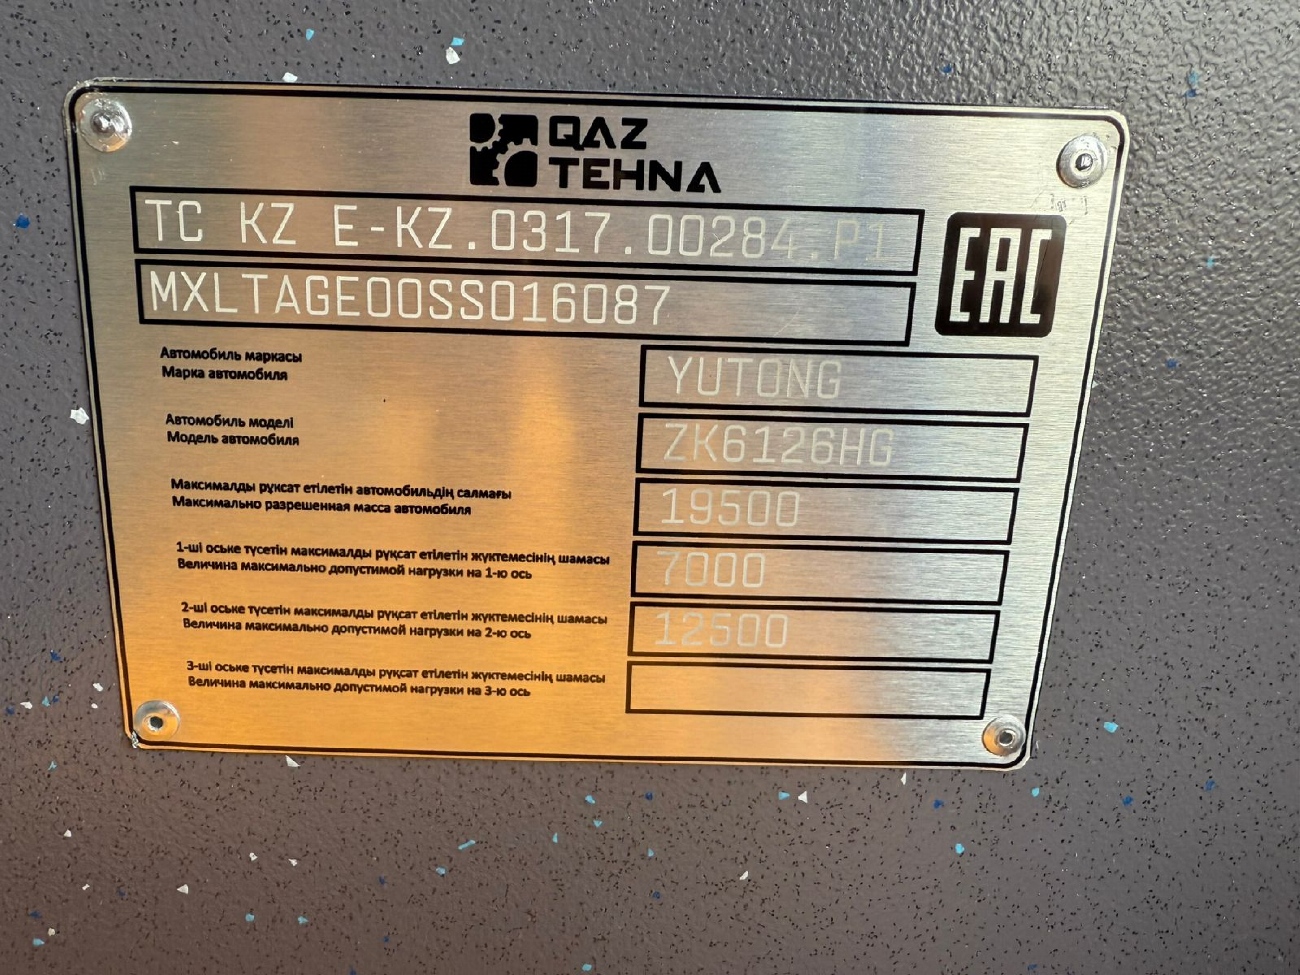 QAZ
TEHNA
TC KZ E-KZ.0317.00284.P1
EAC
MXLTAGE00SS016087
Автомобиль маркасы
Марка автомобиля
YUTONG
Автомобиль моделі
Модель автомобиля
ZK6126HG
Максималды рұқсат етілетін автомобильдің салмағы
Максимально разрешенная масса автомобиля
19500
1-ші оське түсетін максималды рұқсат етілетін жүктемесінің шамасы
Величина максимально допустимой нагрузки на 1-ю ось
7000
2-ші оське түсетін максималды рұқсат етілетін жүктемесінің шамасы
Величина максимально допустимой нагрузки на 2-ю ось
12500
3-ші оське түсетін максималды рұқсат етілетін жүктемесінің шамасы
Величина максимально допустимой нагрузки на 3-ю ось